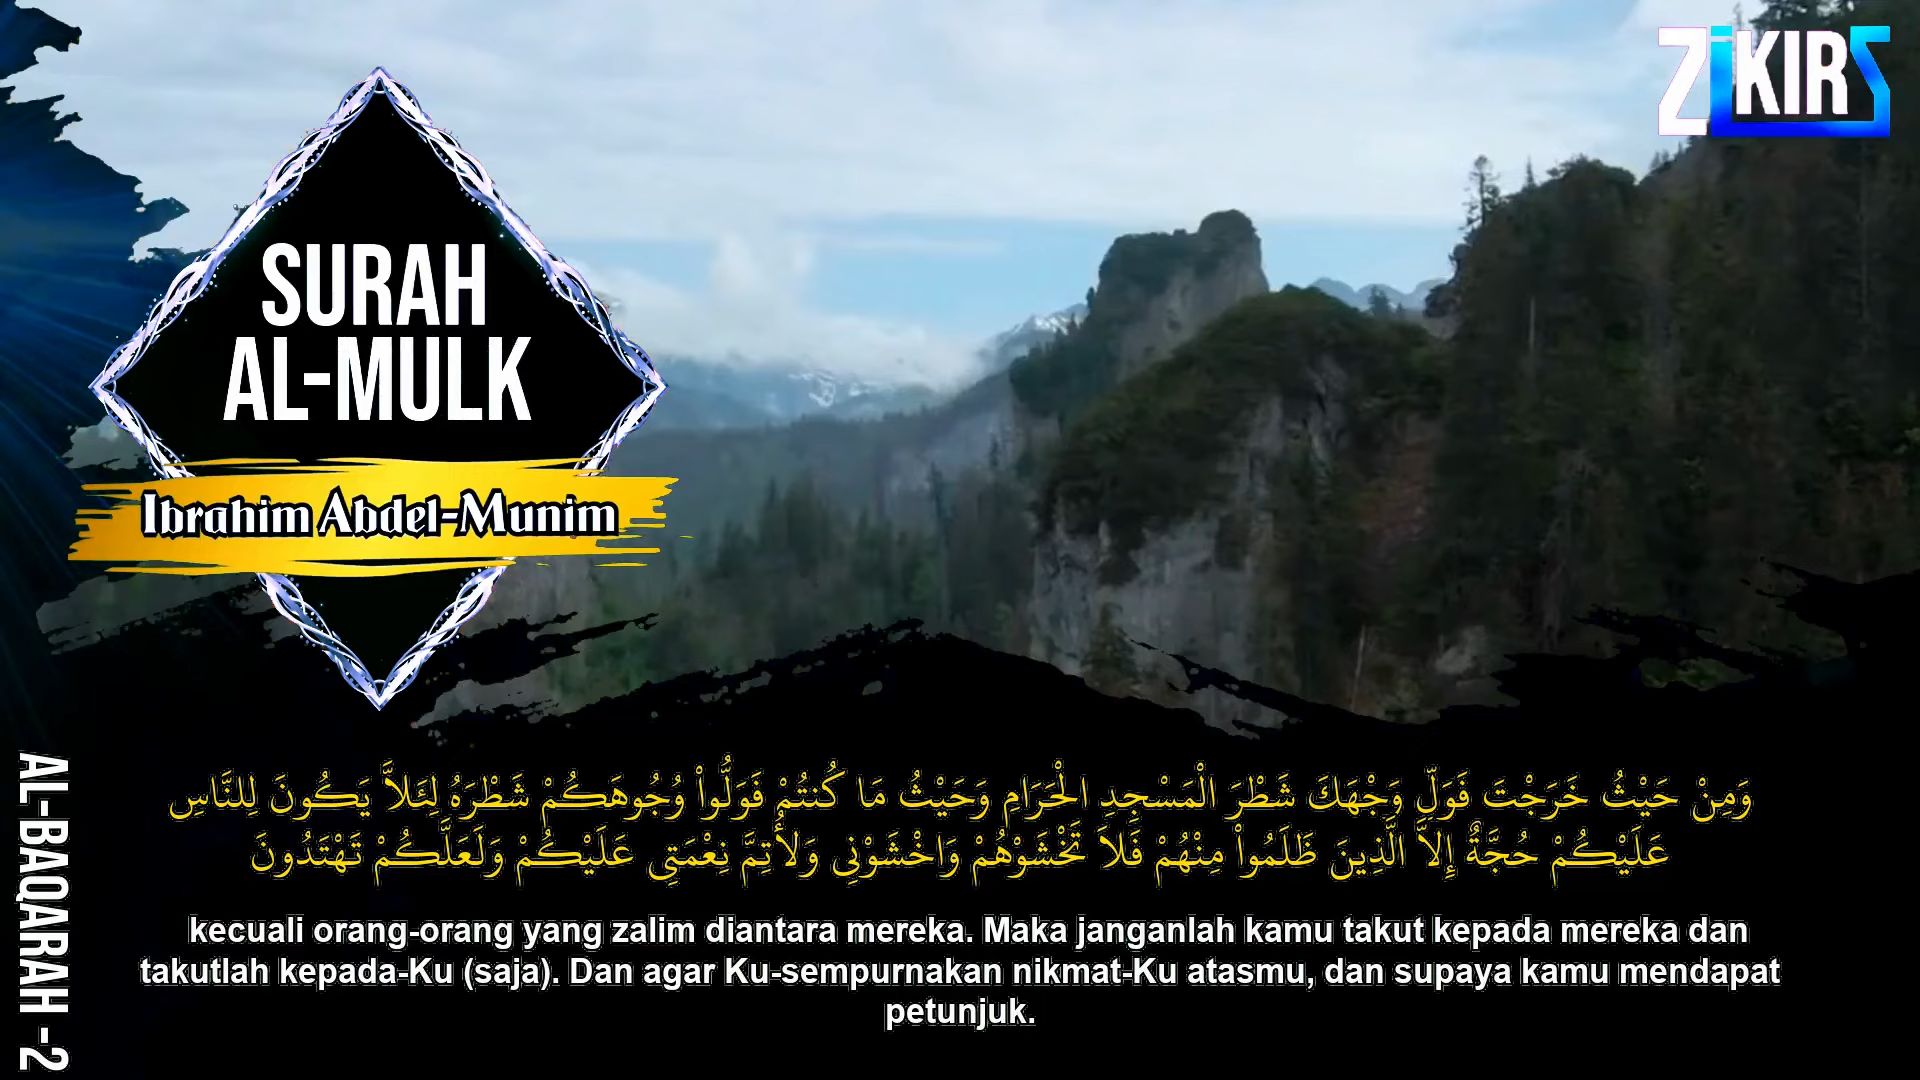 ZiKIRS
SURAH
AL-MULK
Ibrahim Abdel-Munim
وَمِنْ حَيْثُ خَرَجْتَ فَوَلِّ وَجْهَكَ شَطْرَ الْمَسْجِدِ الْحَرَامِ وَحَيْثُ مَا كُنتُمْ فَوَلُّواْ وُجُوهَكُمْ شَطْرَهُ لِئَلاَّ يَكُونَ لِلنَّاسِ
عَلَيْكُمْ حُجَّةٌ إِلاَّ الَّذِينَ ظَلَمُواْ مِنْهُمْ فَلاَ تَخْشَوْهُمْ وَاخْشَوْنِي وَلأُتِمَّ نِعْمَتِي عَلَيْكُمْ وَلَعَلَّكُمْ تَهْتَدُونَ
kecuali orang-orang yang zalim diantara mereka. Maka janganlah kamu takut kepada mereka dan
takutlah kepada-Ku (saja). Dan agar Ku-sempurnakan nikmat-Ku atasmu, dan supaya kamu mendapat
petunjuk.
AL-BAQARAH -2